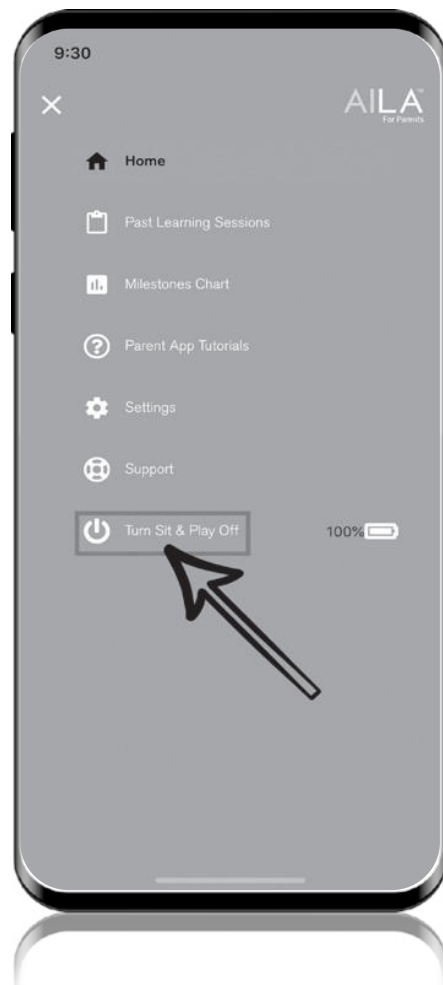 9:30
AILA™
For Parents
Home
Past Learning Sessions
Milestones Chart
Parent App Tutorials
Settings
Support
Turn Sit & Play Off 100%